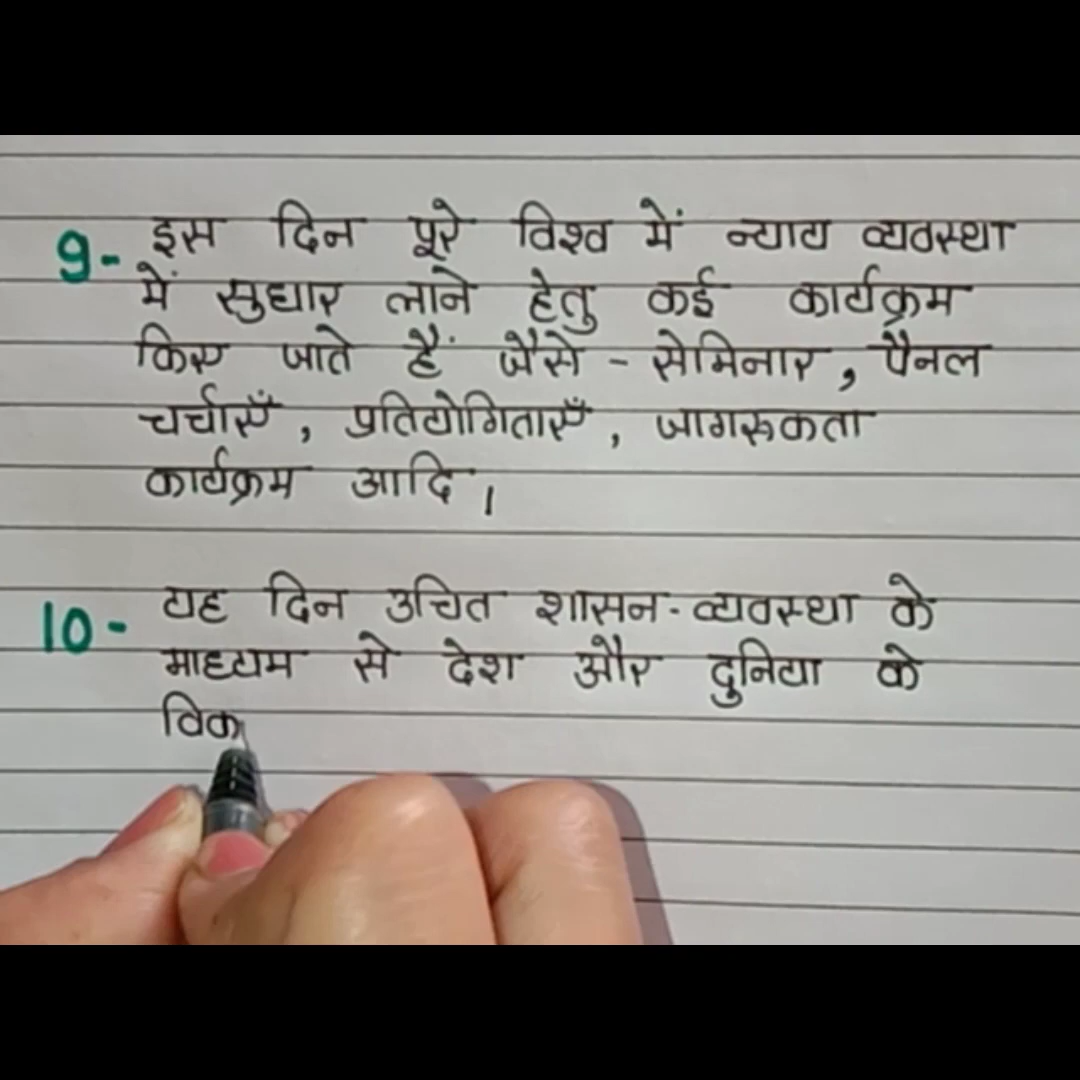 9- इस दिन पूरे विश्व में न्याय व्यवस्था
में सुधार लाने हेतु कई कार्यक्रम
किए जाते हैं जैसे - सेमिनार, पैनल
चर्चाएँ, प्रतियोगिताएँ, जागरूकता
कार्यक्रम आदि।
10- यह दिन उचित शासन-व्यवस्था के
माध्यम से देश और दुनिया के
विक